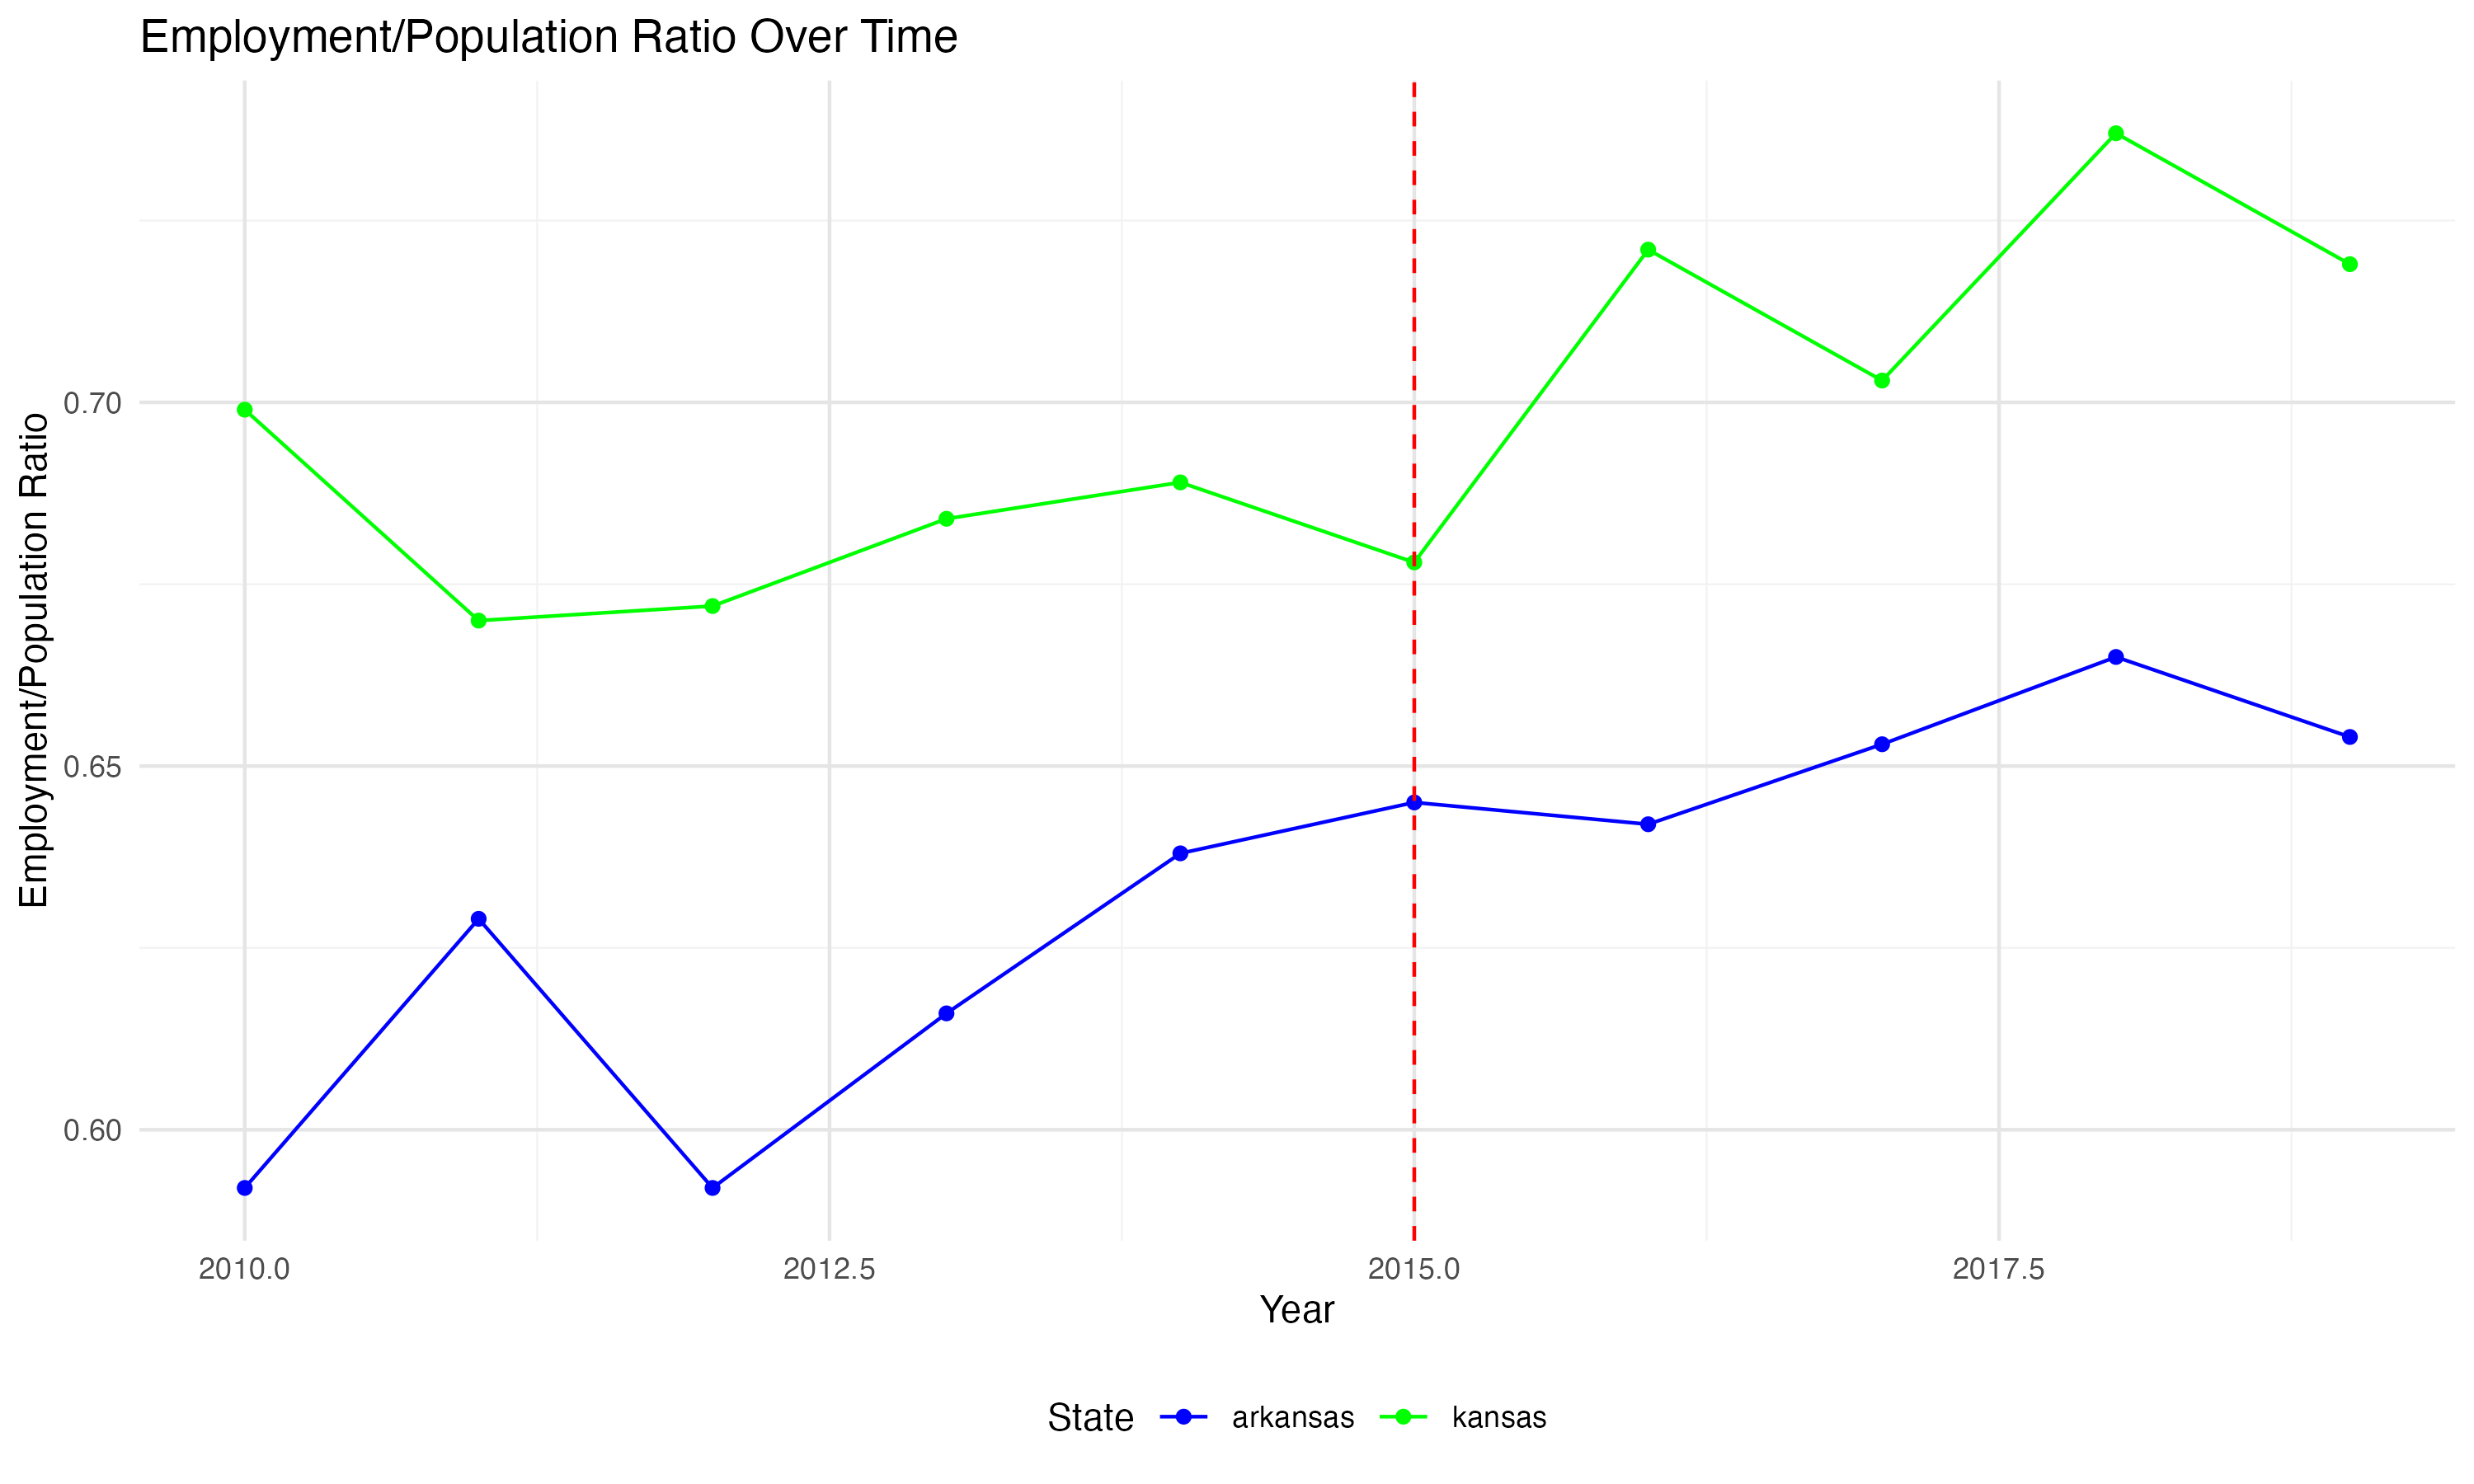 Employment/Population Ratio Over Time
Employment/Population Ratio
0.70
0.65
0.60
2010.0 2012.5 2015.0 2017.5
Year
State arkansas kansas